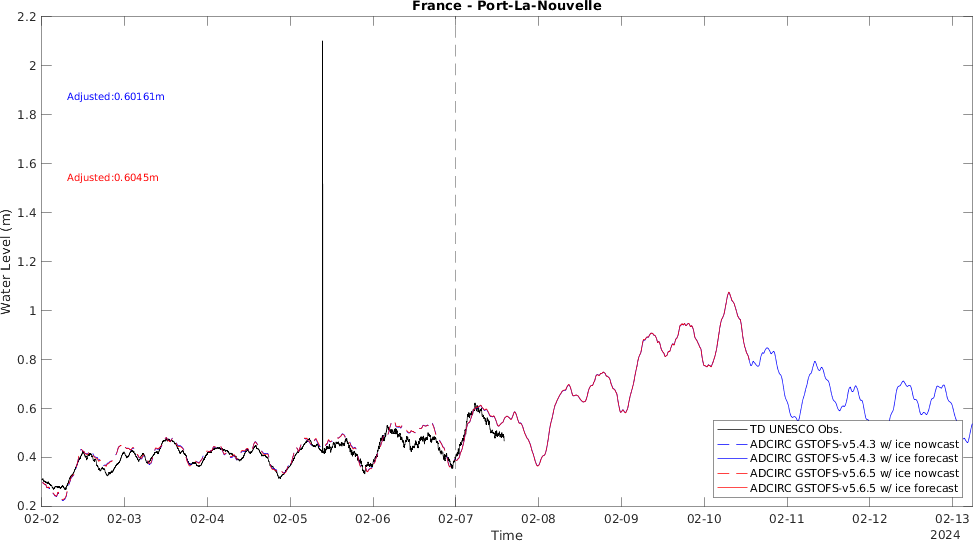 France - Port-La-Nouvelle
2.2
2
1.8
1.6
1.4
1.2
1
0.8
0.6
0.4
0.2
Water Level (m)
Adjusted:0.60161m
Adjusted:0.6045m
TD UNESCO Obs.
ADCIRC GSTOFS-v5.4.3 w/ ice nowcast
ADCIRC GSTOFS-v5.4.3 w/ ice forecast
ADCIRC GSTOFS-v5.6.5 w/ ice nowcast
ADCIRC GSTOFS-v5.6.5 w/ ice forecast
02-02 02-03 02-04 02-05 02-06 02-07 02-08 02-09 02-10 02-11 02-12 02-13
2024
Time